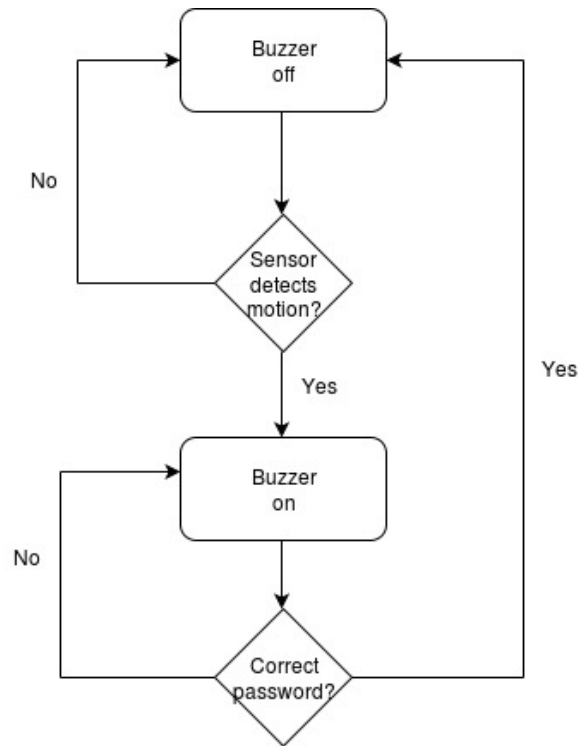 Buzzer
off
No
Sensor
detects
motion?
Yes
Yes
Buzzer
on
No
Correct
password?